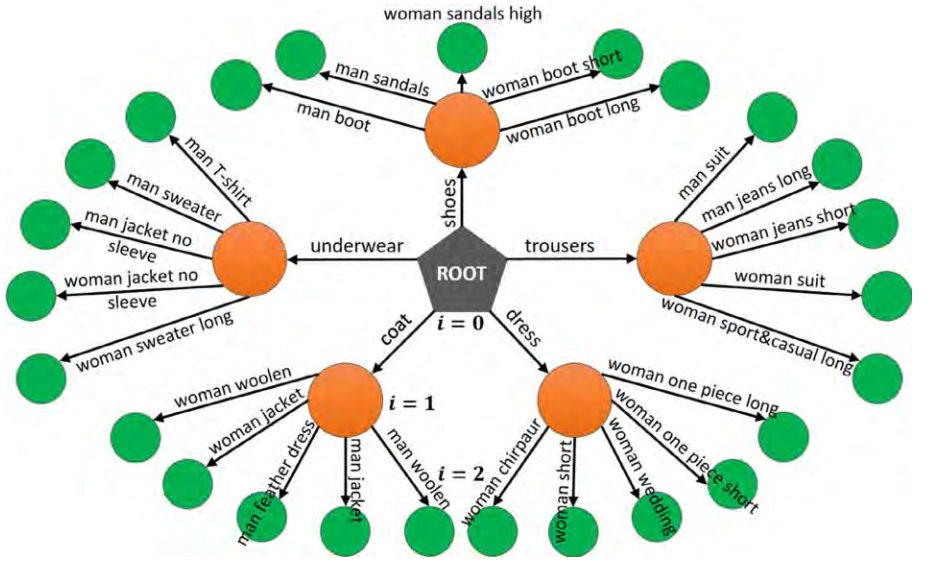 woman sandals high
man sandals
woman boot short
man boot
woman boot long
shoes
man T-shirt
man sweater
man jacket no
sleeve
woman jacket no
sleeve
woman sweater long
underwear
ROOT
i = 0
trousers
man suit
man jeans long
woman jeans short
woman suit
woman sport&casual long
coat
dress
i = 1
i = 2
woman woolen
woman jacket
man feather dress
man jacket
man woolen
woman chirpaur
woman short
woman wedding
woman one piece short
woman one piece long